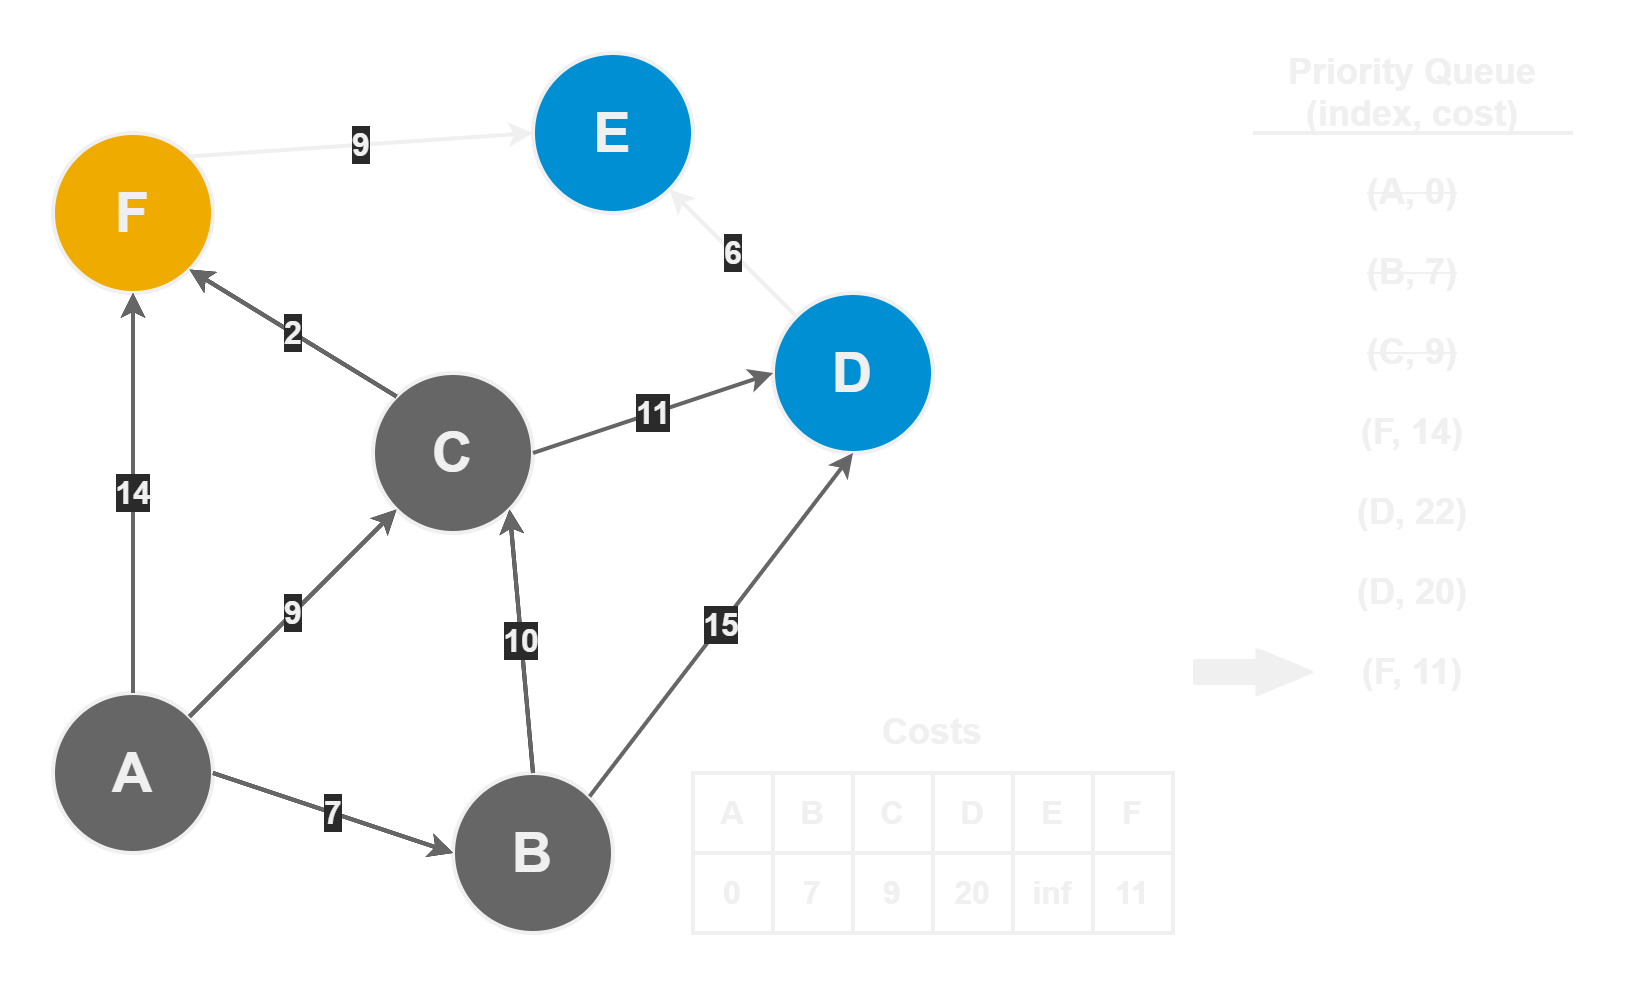 E
9
F
6
2
D
11
C
14
9
10
15
A
7
B
Priority Queue
(index, cost)
(A, 0)
(B, 7)
(C, 9)
(F, 14)
(D, 22)
(D, 20)
(F, 11)
Costs
A B C D E F
0 7 9 20 inf 11